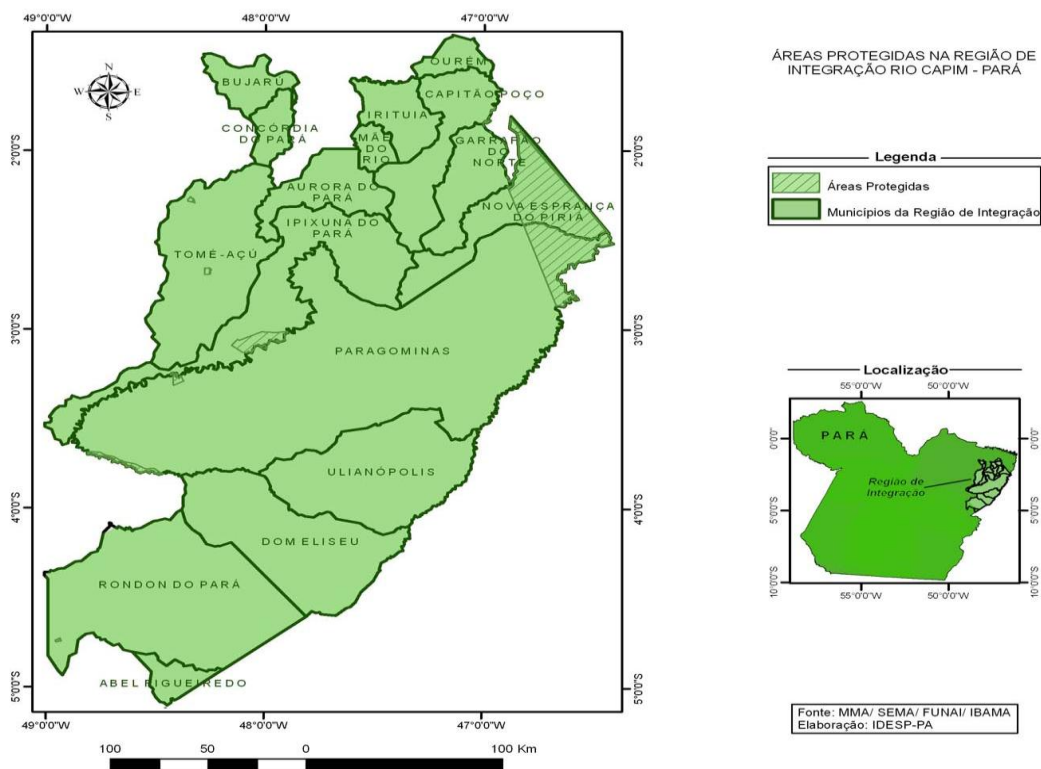 49°0'0"W 48°0'0"W 47°0'0"W
N
W E
S
2°0'0"S
3°0'0"S
4°0'0"S
5°0'0"S
BUJARÚ
CONCÓRDIA
DO PARÁ
OURÉM
CAPITÃO POÇO
IRITUIA
MÃE
DO
RIO
GARRAFÃO
DO
NORTE
AURORA DO
PARÁ
NOVA ESPRANÇA
DO PIRIÁ
IPIXUNA DO
PARÁ
TOMÉ-AÇÚ
PARAGOMINAS
ULIANÓPOLIS
DOM ELISEU
RONDON DO PARÁ
ABEL FIGUEIREDO
2°0'0"S
3°0'0"S
4°0'0"S
5°0'0"S
49°0'0"W 48°0'0"W 47°0'0"W
100 50 0 100 Km
ÁREAS PROTEGIDAS NA REGIÃO DE
INTEGRAÇÃO RIO CAPIM - PARÁ
Legenda
Áreas Protegidas
Municípios da Região de Integração
Localização
55°0'0"W 50°0'0"W
0°0'0"
5°0'0"S
10°0'0"S
PARÁ
Região de
Integração
0°0'0"
5°0'0"S
10°0'0"S
55°0'0"W 50°0'0"W
Fonte: MMA/ SEMA/ FUNAI/ IBAMA
Elaboração: IDESP-PA